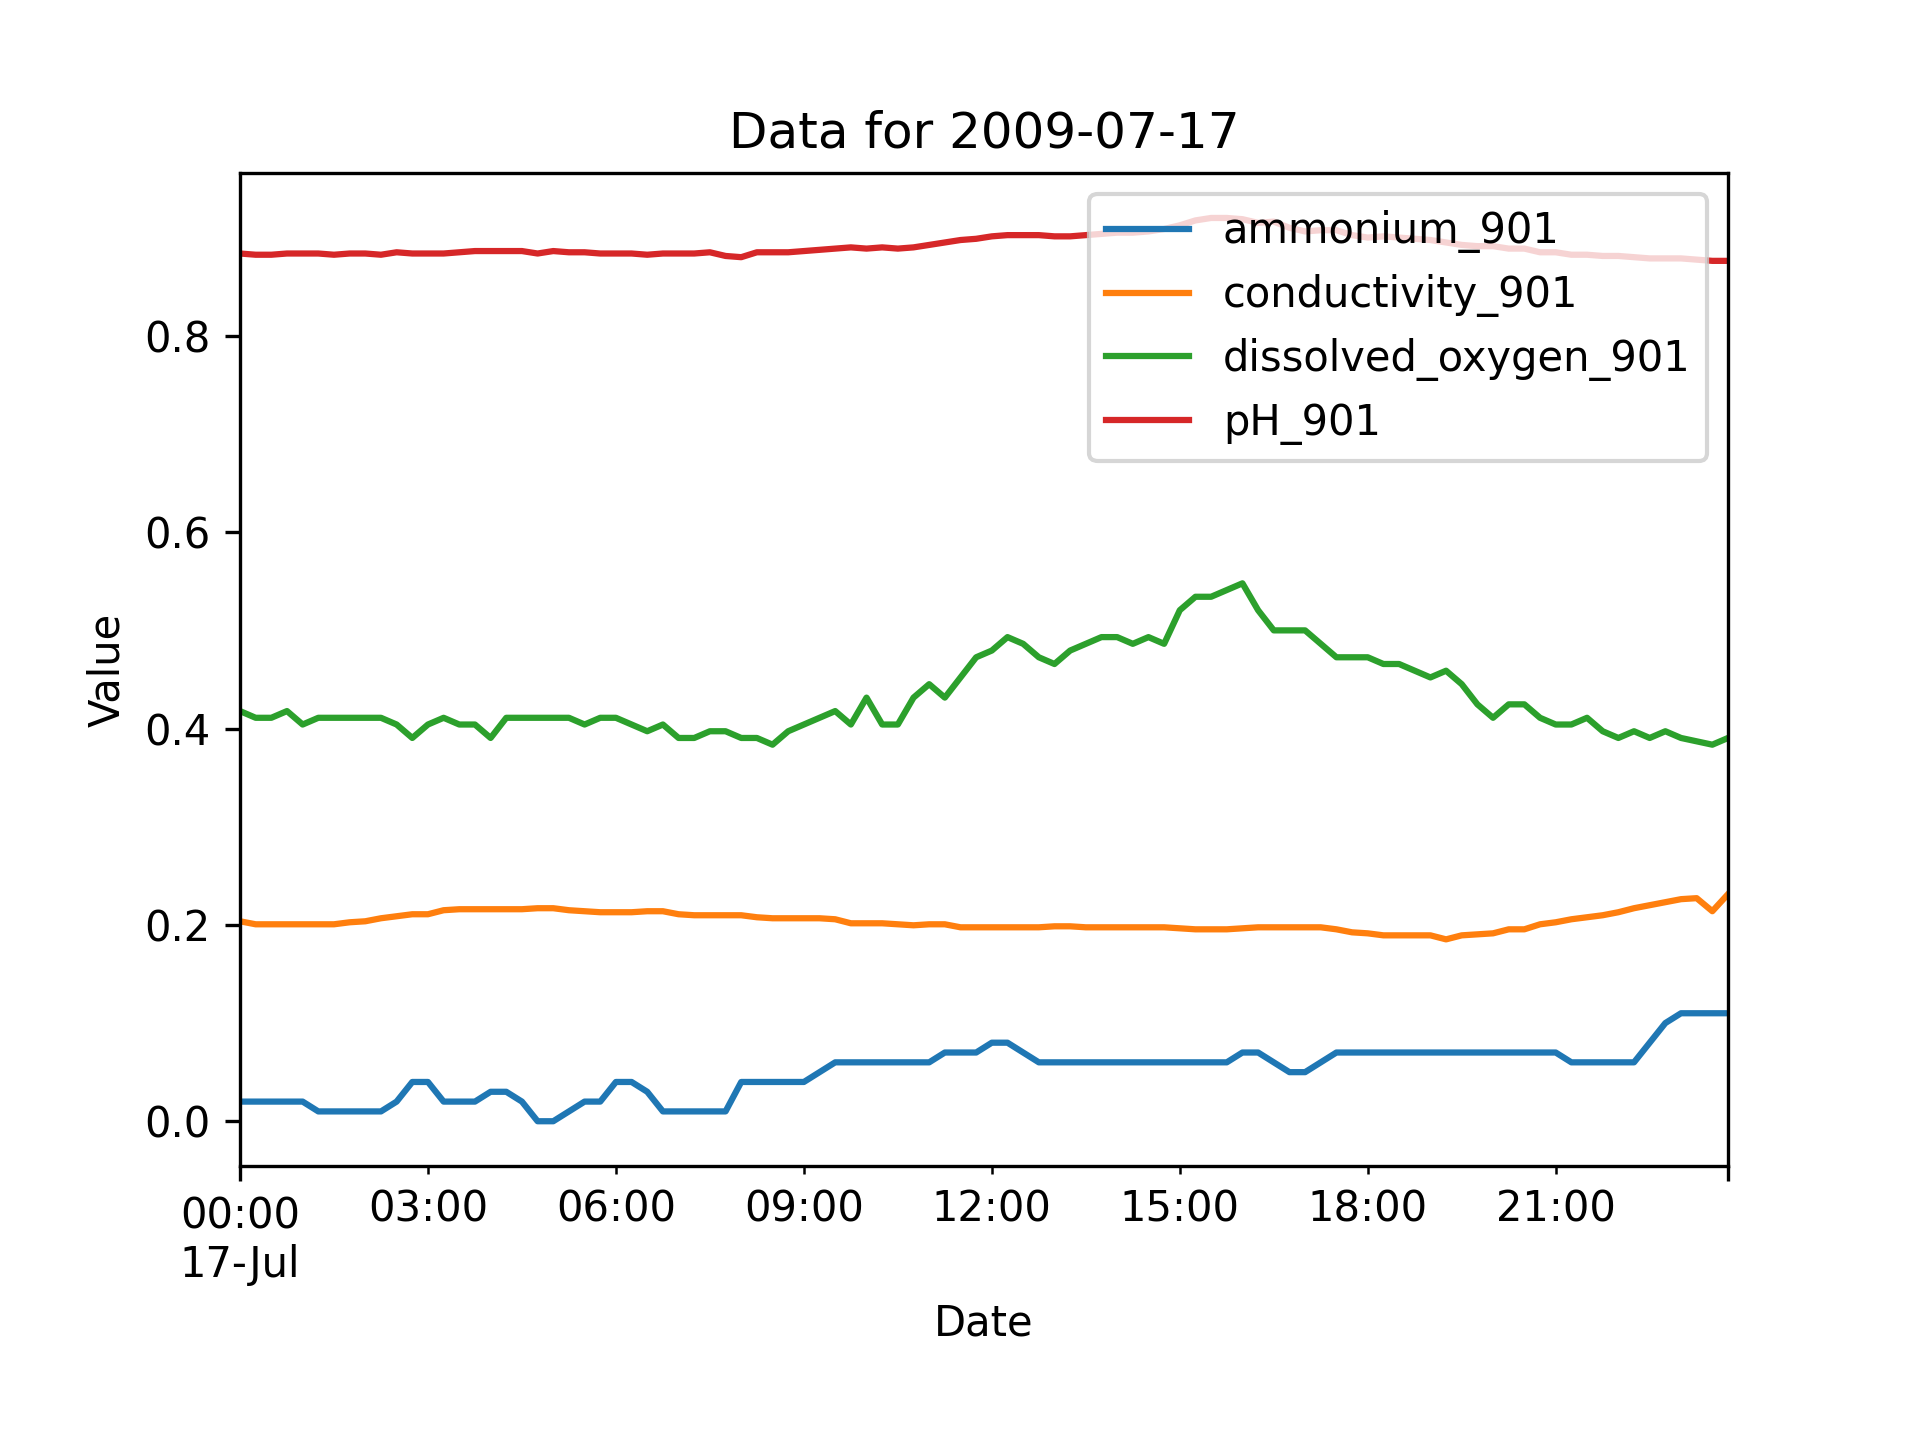 Data for 2009-07-17
ammonium_901
conductivity_901
dissolved_oxygen_901
pH_901
0.8
0.6
0.4
0.2
0.0
Value
00:00 03:00 06:00 09:00 12:00 15:00 18:00 21:00
17-Jul
Date